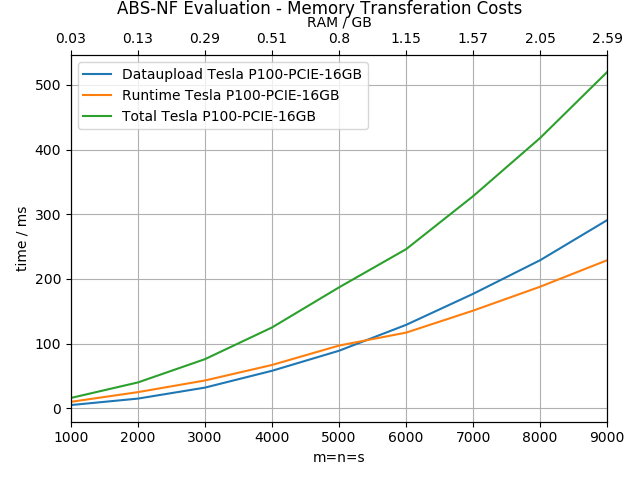 ABS-NF Evaluation - Memory Transferation Costs
RAM / GB
0.03 0.13 0.29 0.51 0.8 1.15 1.57 2.05 2.59
Dataupload Tesla P100-PCIE-16GB
Runtime Tesla P100-PCIE-16GB
Total Tesla P100-PCIE-16GB
500
400
300
200
100
0
time / ms
1000 2000 3000 4000 5000 6000 7000 8000 9000
m=n=s